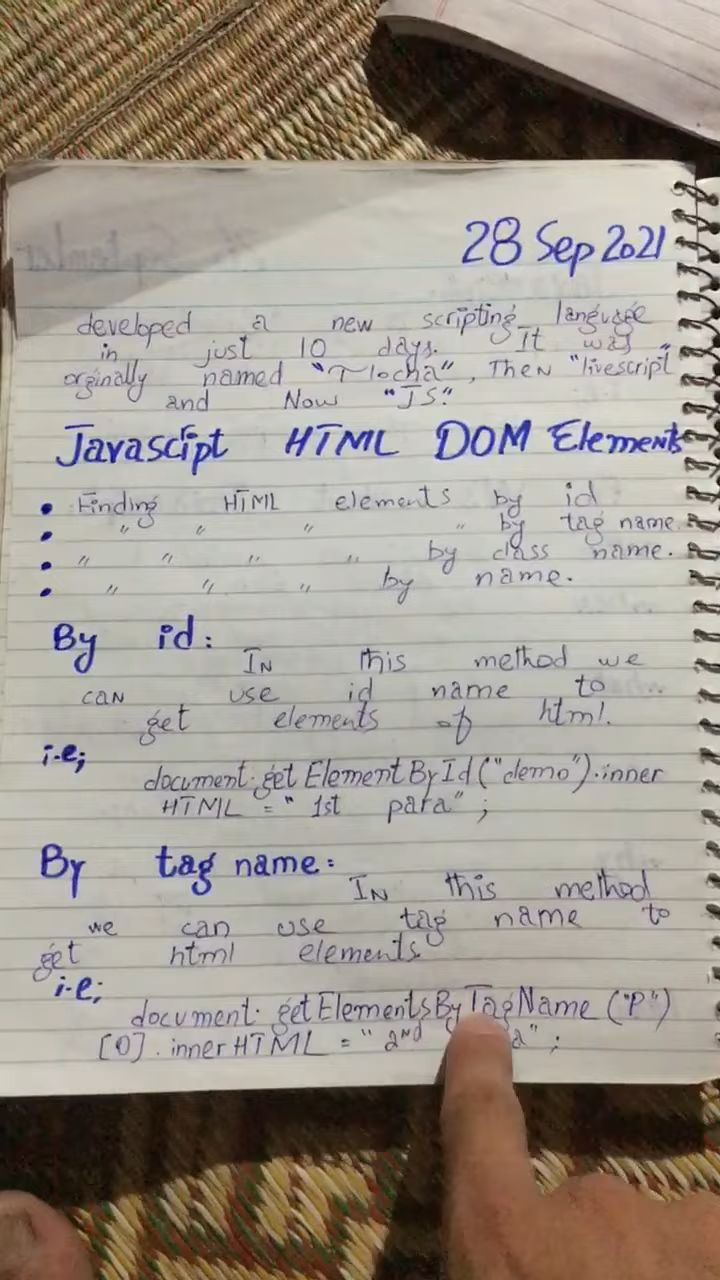 28 Sep 2021
developed a new scripting language
in just 10 days. It was
orginally named "Tlocha", Then "livescript"
and Now "JS."
Javascript HTML DOM Elements
• Finding HTML elements by id
• " " " " by tag name.
• " " " " by class name.
• " " " by name.
By id:
In this method we
can use id name to
get elements of html.
i.e;
document.getElementById("demo").inner
HTML = "1st para";
By tag name:
In this method
we can use tag name to
get html elements.
i.e;
document.getElementsByTagName("P")
[0].innerHTML = "2nd a";